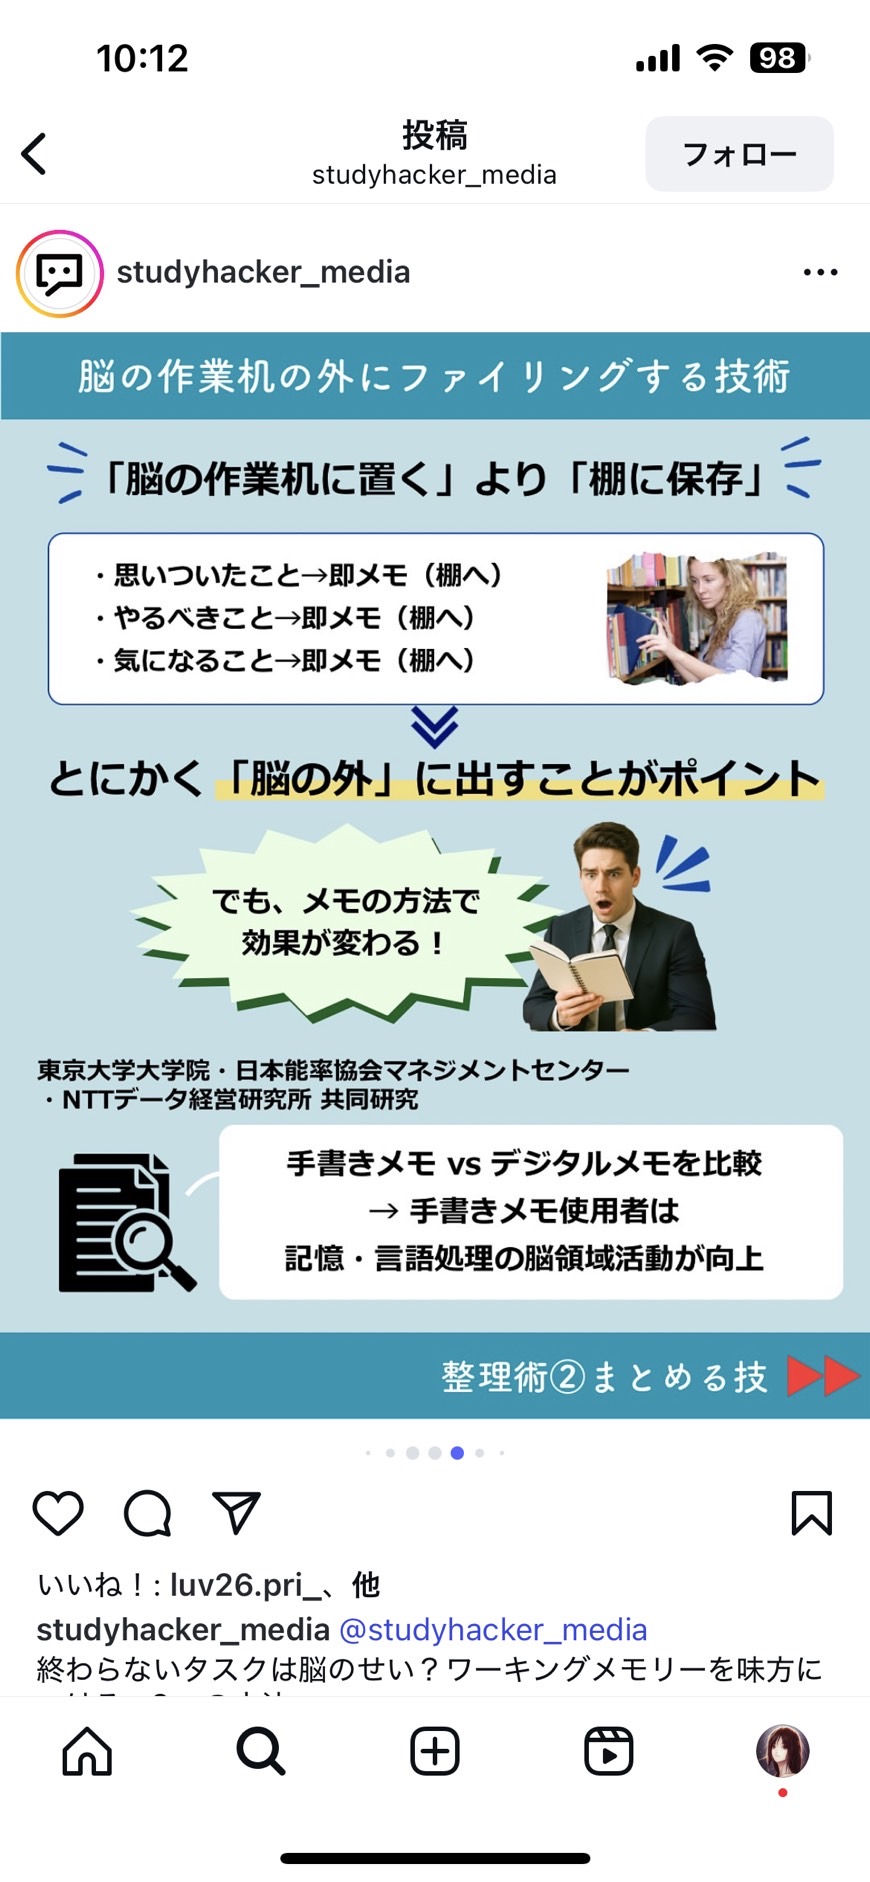 10:12
98
投稿
studyhacker_media
フォロー
studyhacker_media
脳の作業机の外にファイリングする技術
「脳の作業机に置く」より「棚に保存」
・思いついたこと→即メモ（棚へ）
・やるべきこと→即メモ（棚へ）
・気になること→即メモ（棚へ）
とにかく「脳の外」に出すことがポイント
でも、メモの方法で
効果が変わる！
東京大学大学院・日本能率協会マネジメントセンター
・NTTデータ経営研究所 共同研究
手書きメモ vs デジタルメモを比較
→ 手書きメモ使用者は
記憶・言語処理の脳領域活動が向上
整理術②まとめる技
いいね！: luv26.pri_、他
studyhacker_media @studyhacker_media
終わらないタスクは脳のせい？ワーキングメモリーを味方に